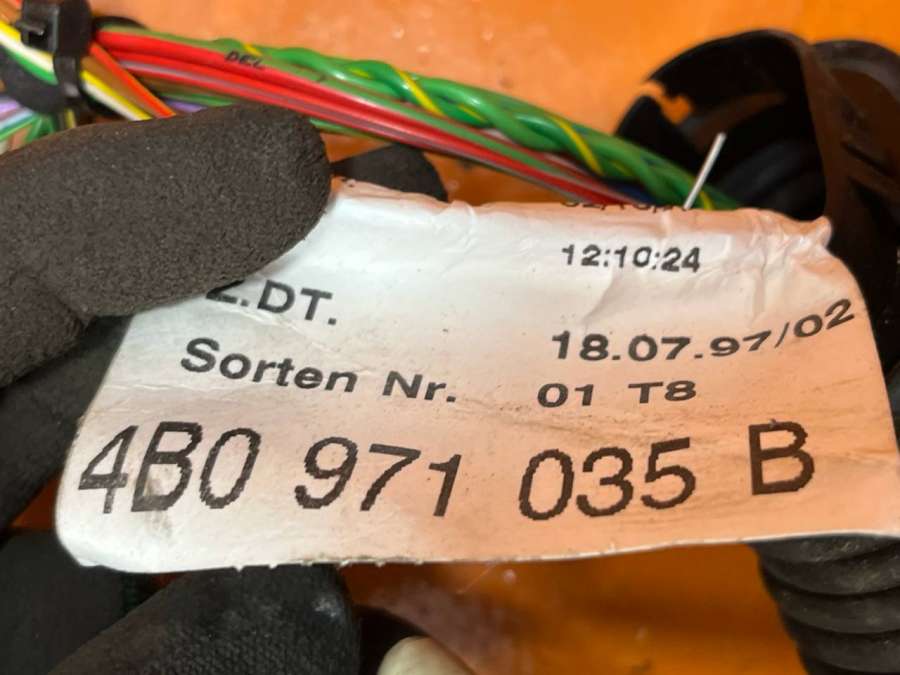 12:10:24
.DT. 18.07.97/02
Sorten Nr. 01 T8
4B0 971 035 B